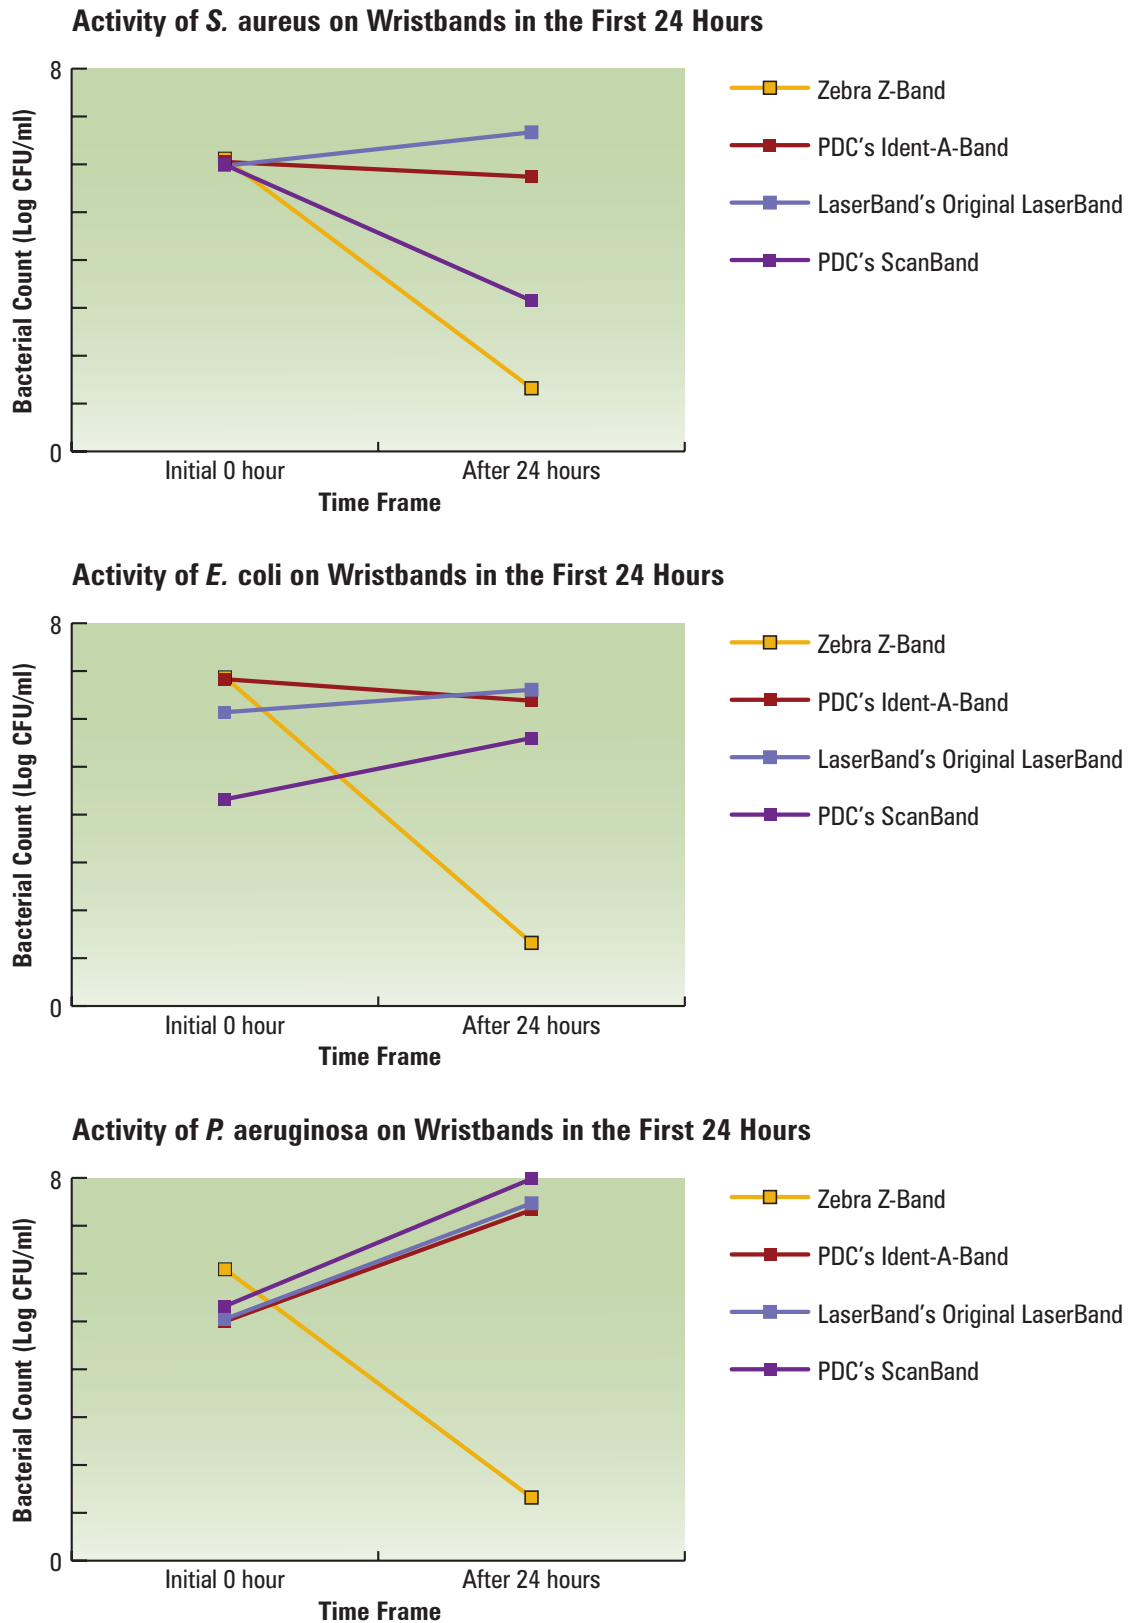 Activity of S. aureus on Wristbands in the First 24 Hours
8
0
Bacterial Count (Log CFU/ml)
Initial 0 hour
After 24 hours
Time Frame
Zebra Z-Band
PDC's Ident-A-Band
LaserBand's Original LaserBand
PDC's ScanBand
Activity of E. coli on Wristbands in the First 24 Hours
8
0
Bacterial Count (Log CFU/ml)
Initial 0 hour
After 24 hours
Time Frame
Zebra Z-Band
PDC's Ident-A-Band
LaserBand's Original LaserBand
PDC's ScanBand
Activity of P. aeruginosa on Wristbands in the First 24 Hours
8
0
Bacterial Count (Log CFU/ml)
Initial 0 hour
After 24 hours
Time Frame
Zebra Z-Band
PDC's Ident-A-Band
LaserBand's Original LaserBand
PDC's ScanBand